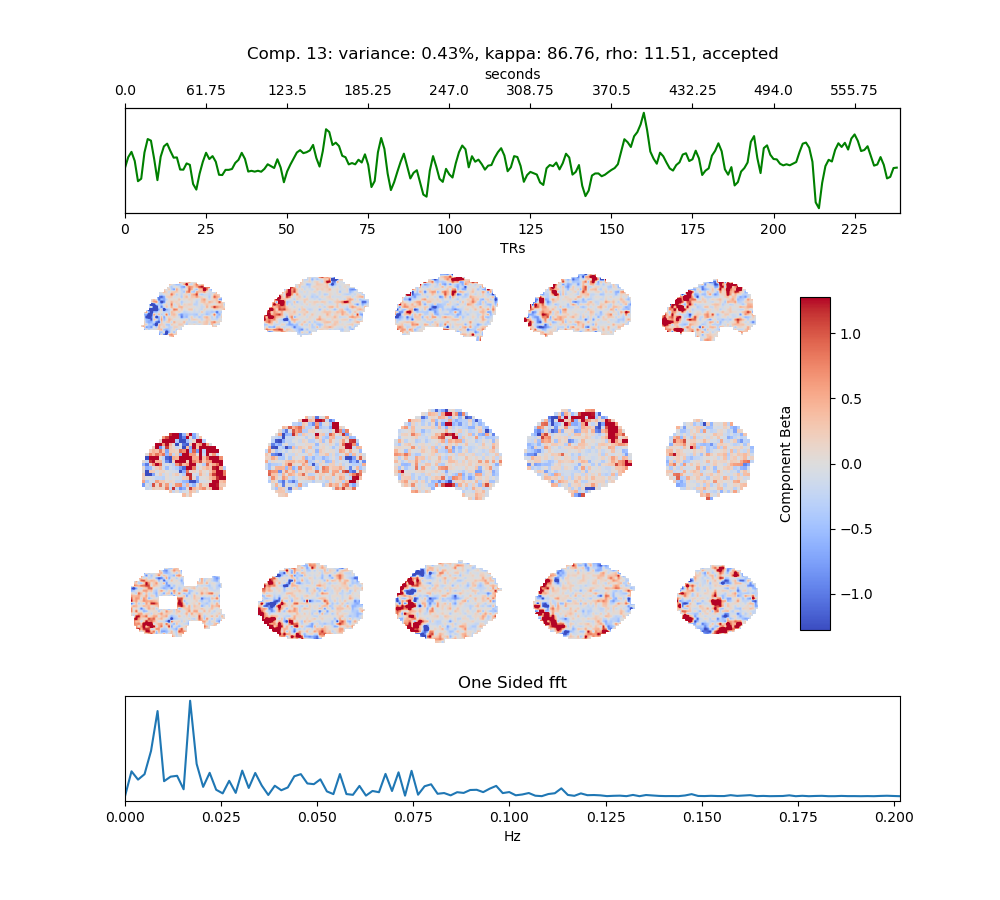 Comp. 13: variance: 0.43%, kappa: 86.76, rho: 11.51, accepted
seconds
0.0 61.75 123.5 185.25 247.0 308.75 370.5 432.25 494.0 555.75
0 25 50 75 100 125 150 175 200 225
TRs
1.0
0.5
0.0
−0.5
−1.0
Component Beta
One Sided fft
0.000 0.025 0.050 0.075 0.100 0.125 0.150 0.175 0.200
Hz